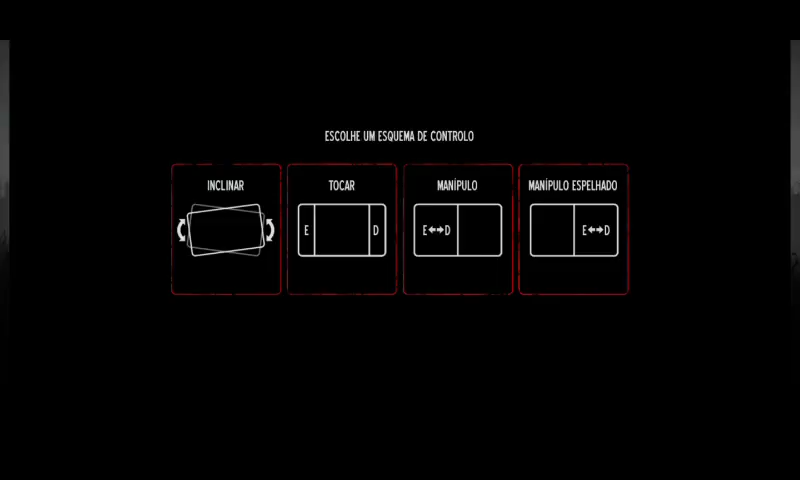 ESCOLHE UM ESQUEMA DE CONTROLO
INCLINAR
TOCAR
MANÍPULO
MANÍPULO ESPELHADO
E
D
E D
E D